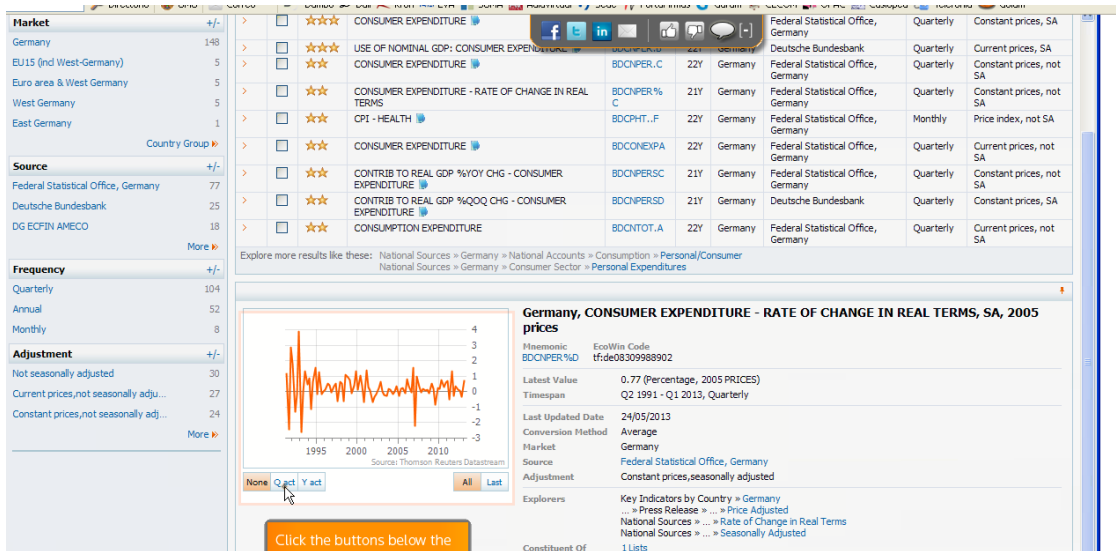 Market +/-
Germany 148
EU15 (incl West-Germany) 5
Euro area & West Germany 5
West Germany 5
East Germany 1
Country Group
Source +/-
Federal Statistical Office, Germany 77
Deutsche Bundesbank 25
DG ECFIN AMECO 18
More
Frequency +/-
Quarterly 104
Annual 52
Monthly 8
Adjustment +/-
Not seasonally adjusted 30
Current prices,not seasonally adju... 27
Constant prices,not seasonally adj... 24
More
CONSUMER EXPENDITURE Federal Statistical Office, Germany Quarterly Constant prices, SA
USE OF NOMINAL GDP: CONSUMER EXPENDITURE BDCNPER.B 22Y Germany Deutsche Bundesbank Quarterly Current prices, SA
CONSUMER EXPENDITURE BDCNPER.C 22Y Germany Federal Statistical Office, Germany Quarterly Constant prices, not SA
CONSUMER EXPENDITURE - RATE OF CHANGE IN REAL TERMS BDCNPER%C 21Y Germany Federal Statistical Office, Germany Quarterly Constant prices, not SA
CPI - HEALTH BDCPHT..F 22Y Germany Federal Statistical Office, Germany Monthly Price index, not SA
CONSUMER EXPENDITURE BDCONEXPA 22Y Germany Federal Statistical Office, Germany Quarterly Current prices, not SA
CONTRIB TO REAL GDP %YOY CHG - CONSUMER EXPENDITURE BDCNPERSC 21Y Germany Federal Statistical Office, Germany Quarterly Constant prices, not SA
CONTRIB TO REAL GDP %QOQ CHG - CONSUMER EXPENDITURE BDCNPERSD 21Y Germany Deutsche Bundesbank Quarterly Constant prices, SA
CONSUMPTION EXPENDITURE BDCNTOT.A 22Y Germany Federal Statistical Office, Germany Quarterly Current prices, not SA
Explore more results like these: National Sources » Germany » National Accounts » Consumption » Personal/Consumer
National Sources » Germany » Consumer Sector » Personal Expenditures
4
3
2
1
0
-1
-2
-3
1995 2000 2005 2010
Source: Thomson Reuters Datastream
None Q act Y act All Last
Click the buttons below the
Germany, CONSUMER EXPENDITURE - RATE OF CHANGE IN REAL TERMS, SA, 2005
prices
Mnemonic EcoWin Code
BDCNPER%D tf:de08309988902
Latest Value 0.77 (Percentage, 2005 PRICES)
Timespan Q2 1991 - Q1 2013, Quarterly
Last Updated Date 24/05/2013
Conversion Method Average
Market Germany
Source Federal Statistical Office, Germany
Adjustment Constant prices,seasonally adjusted
Explorers Key Indicators by Country » Germany
... » Press Release » ... » Price Adjusted
National Sources » ... » Rate of Change in Real Terms
National Sources » ... » Seasonally Adjusted
Constituent Of 1 Lists